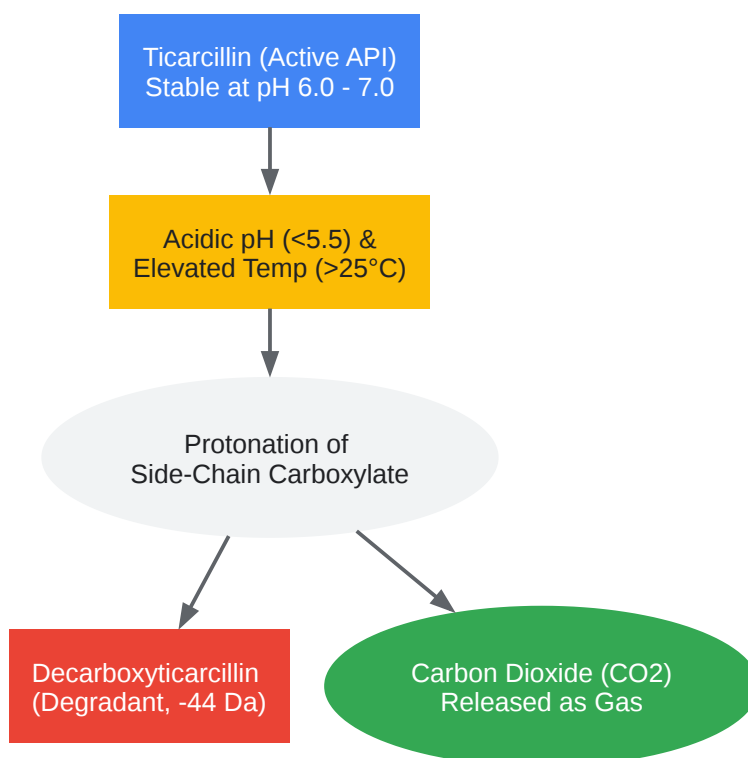 Ticarcillin (Active API)
Stable at pH 6.0 - 7.0
Acidic pH (<5.5) &
Elevated Temp (>25°C)
Protonation of
Side-Chain Carboxylate
Decarboxyticarcillin
(Degradant, -44 Da)
Carbon Dioxide (CO2)
Released as Gas